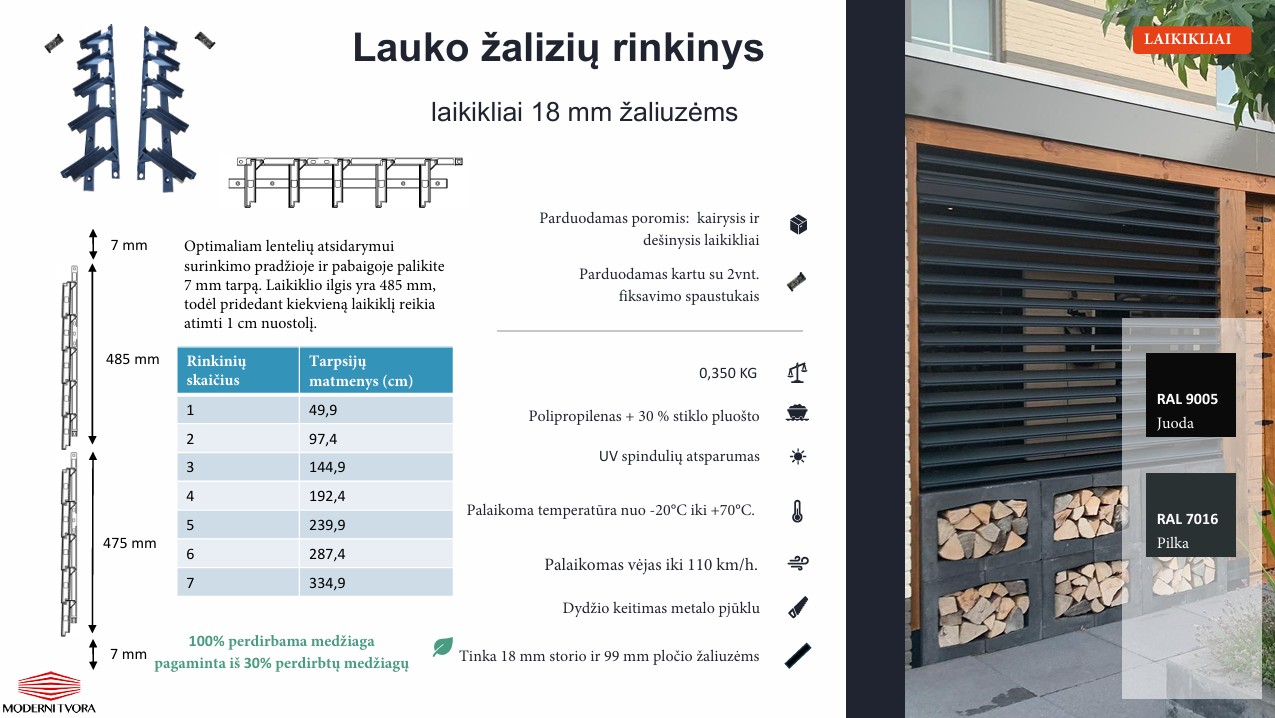 Lauko žalizių rinkinys
laikikliai 18 mm žaliuzėms
LAIKIKLIAI
7 mm
485 mm
475 mm
7 mm
Optimaliam lentelių atsidarymui
surinkimo pradžioje ir pabaigoje palikite
7 mm tarpą. Laikiklio ilgis yra 485 mm,
todėl pridedant kiekvieną laikiklį reikia
atimti 1 cm nuostolį.
Rinkinių skaičius Tarpsijų matmenys (cm)
1 49,9
2 97,4
3 144,9
4 192,4
5 239,9
6 287,4
7 334,9
100% perdirbama medžiaga
pagaminta iš 30% perdirbtų medžiagų
MODERNI TVORA
Parduodamas poromis:  kairysis ir
dešinysis laikikliai
Parduodamas kartu su 2vnt.
fiksavimo spaustukais
0,350 KG
Polipropilenas + 30 % stiklo pluošto
UV spindulių atsparumas
Palaikoma temperatūra nuo -20°C iki +70°C.
Palaikomas vėjas iki 110 km/h.
Dydžio keitimas metalo pjūklu
Tinka 18 mm storio ir 99 mm pločio žaliuzėms
RAL 9005
Juoda
RAL 7016
Pilka